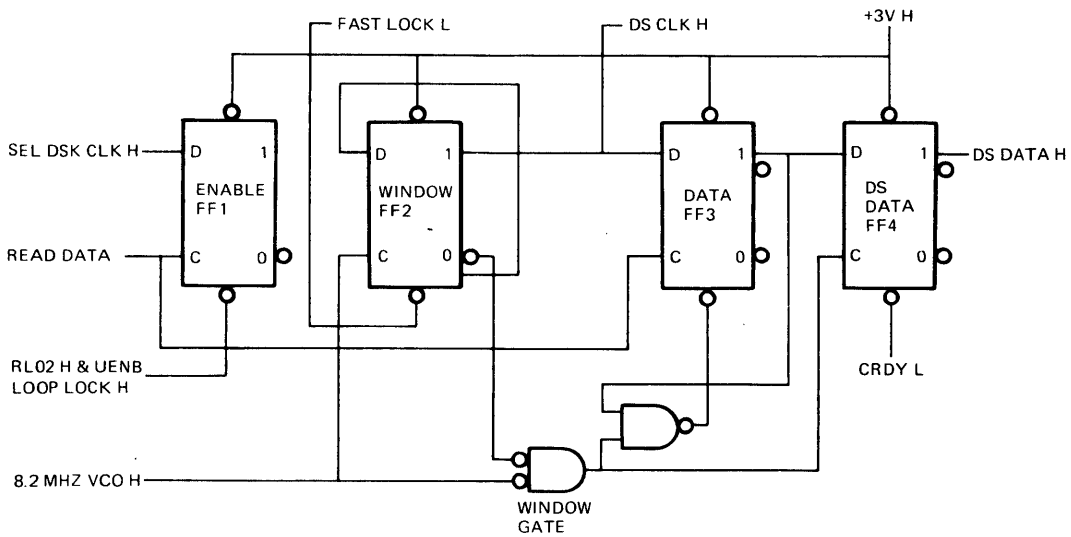 FAST LOCK L
DS CLK H
+3V H
SEL DSK CLK H
D 1
ENABLE
FF1
C 0
D 1
WINDOW
FF2
C 0
D 1
DATA
FF3
C 0
D 1
DS
DATA
FF4
C 0
DS DATA H
READ DATA
RL02 H & UENB
LOOP LOCK H
CRDY L
8.2 MHZ VCO H
WINDOW
GATE